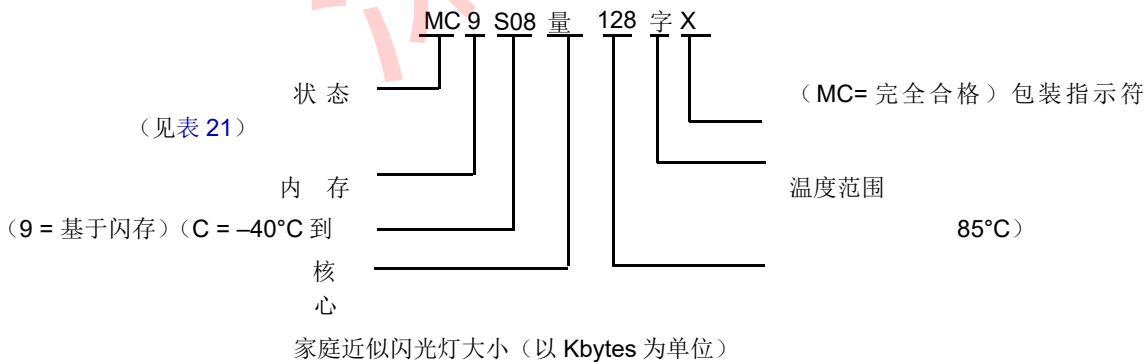 MC 9 S08 量 128 字 X
状 态 （MC= 完全合格）包装指示符
（见表 21）
内 存 温度范围
（9 = 基于闪存）（C = –40°C 到 85°C）
核
心
家庭近似闪光灯大小（以 Kbytes 为单位）